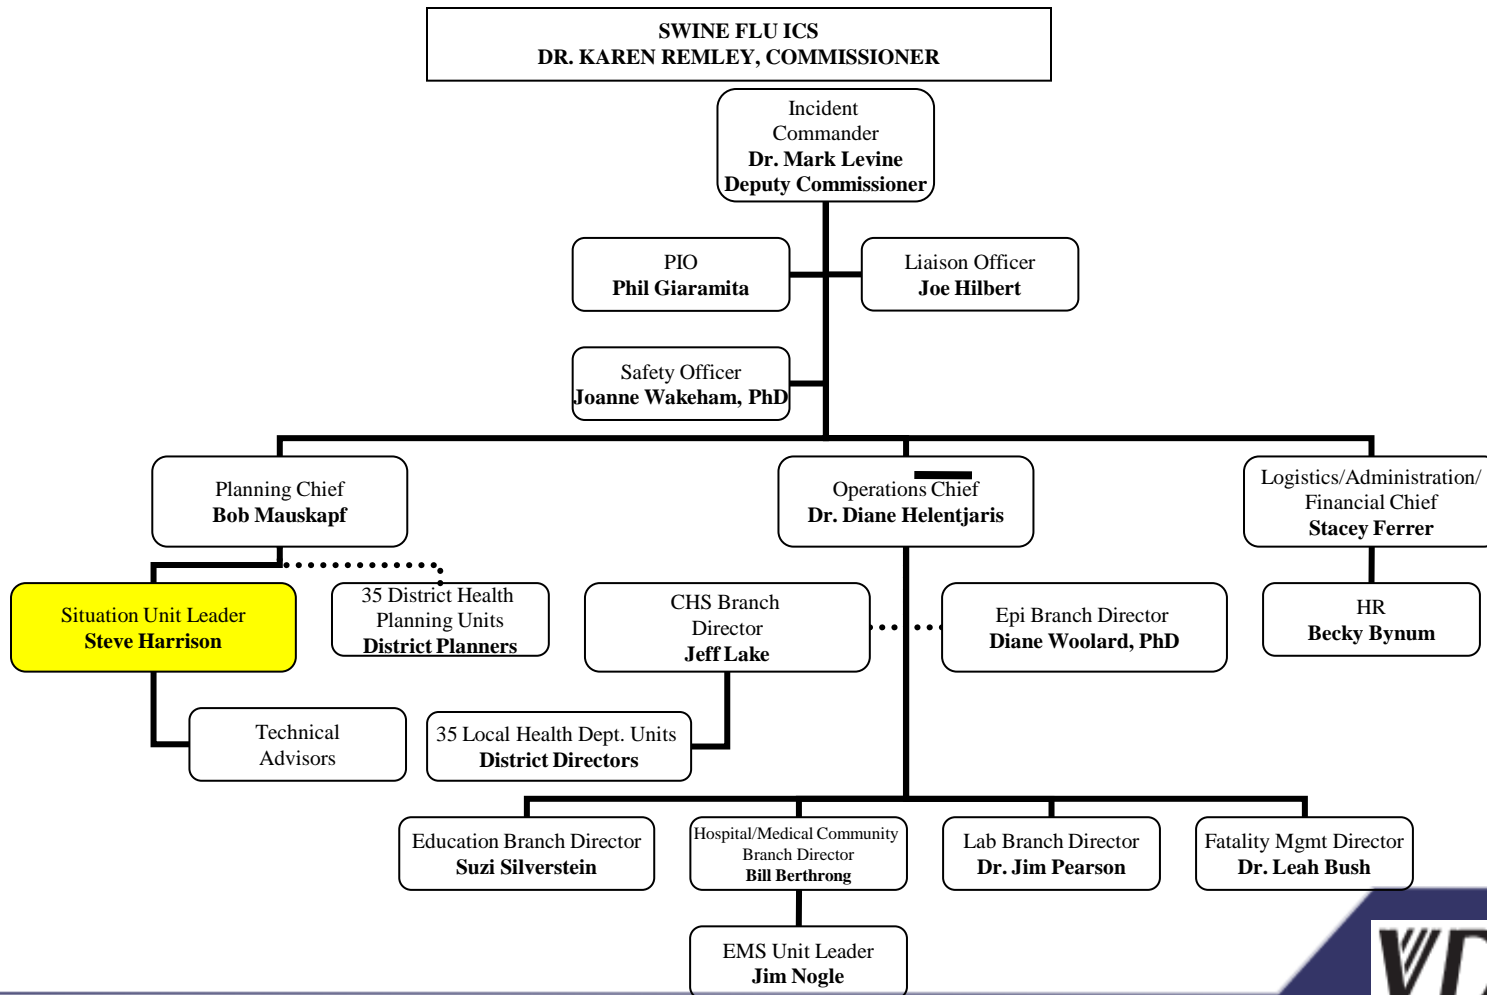 SWINE FLU ICS
DR. KAREN REMLEY, COMMISSIONER
Incident
Commander
Dr. Mark Levine
Deputy Commissioner
PIO
Phil Giaramita
Liaison Officer
Joe Hilbert
Safety Officer
Joanne Wakeham, PhD
Planning Chief
Bob Mauskapf
Operations Chief
Dr. Diane Helentjaris
Logistics/Administration/
Financial Chief
Stacey Ferrer
Situation Unit Leader
Steve Harrison
35 District Health
Planning Units
District Planners
CHS Branch
Director
Jeff Lake
Epi Branch Director
Diane Woolard, PhD
HR
Becky Bynum
Technical
Advisors
35 Local Health Dept. Units
District Directors
Education Branch Director
Suzi Silverstein
Hospital/Medical Community
Branch Director
Bill Berthrong
Lab Branch Director
Dr. Jim Pearson
Fatality Mgmt Director
Dr. Leah Bush
EMS Unit Leader
Jim Nogle